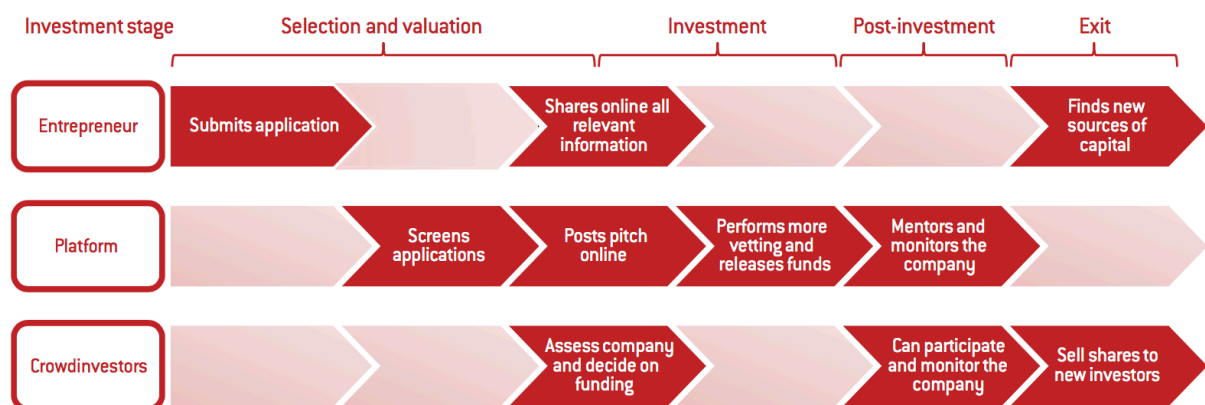 Investment stage
Selection and valuation
Investment
Post-investment
Exit
Entrepreneur
Submits application
Shares online all
relevant
information
Finds new
sources of
capital
Platform
Screens
applications
Posts pitch
online
Performs more
vetting and
releases funds
Mentors and
monitors the
company
Crowdinvestors
Assess company
and decide on
funding
Can participate
and monitor the
company
Sell shares to
new investors